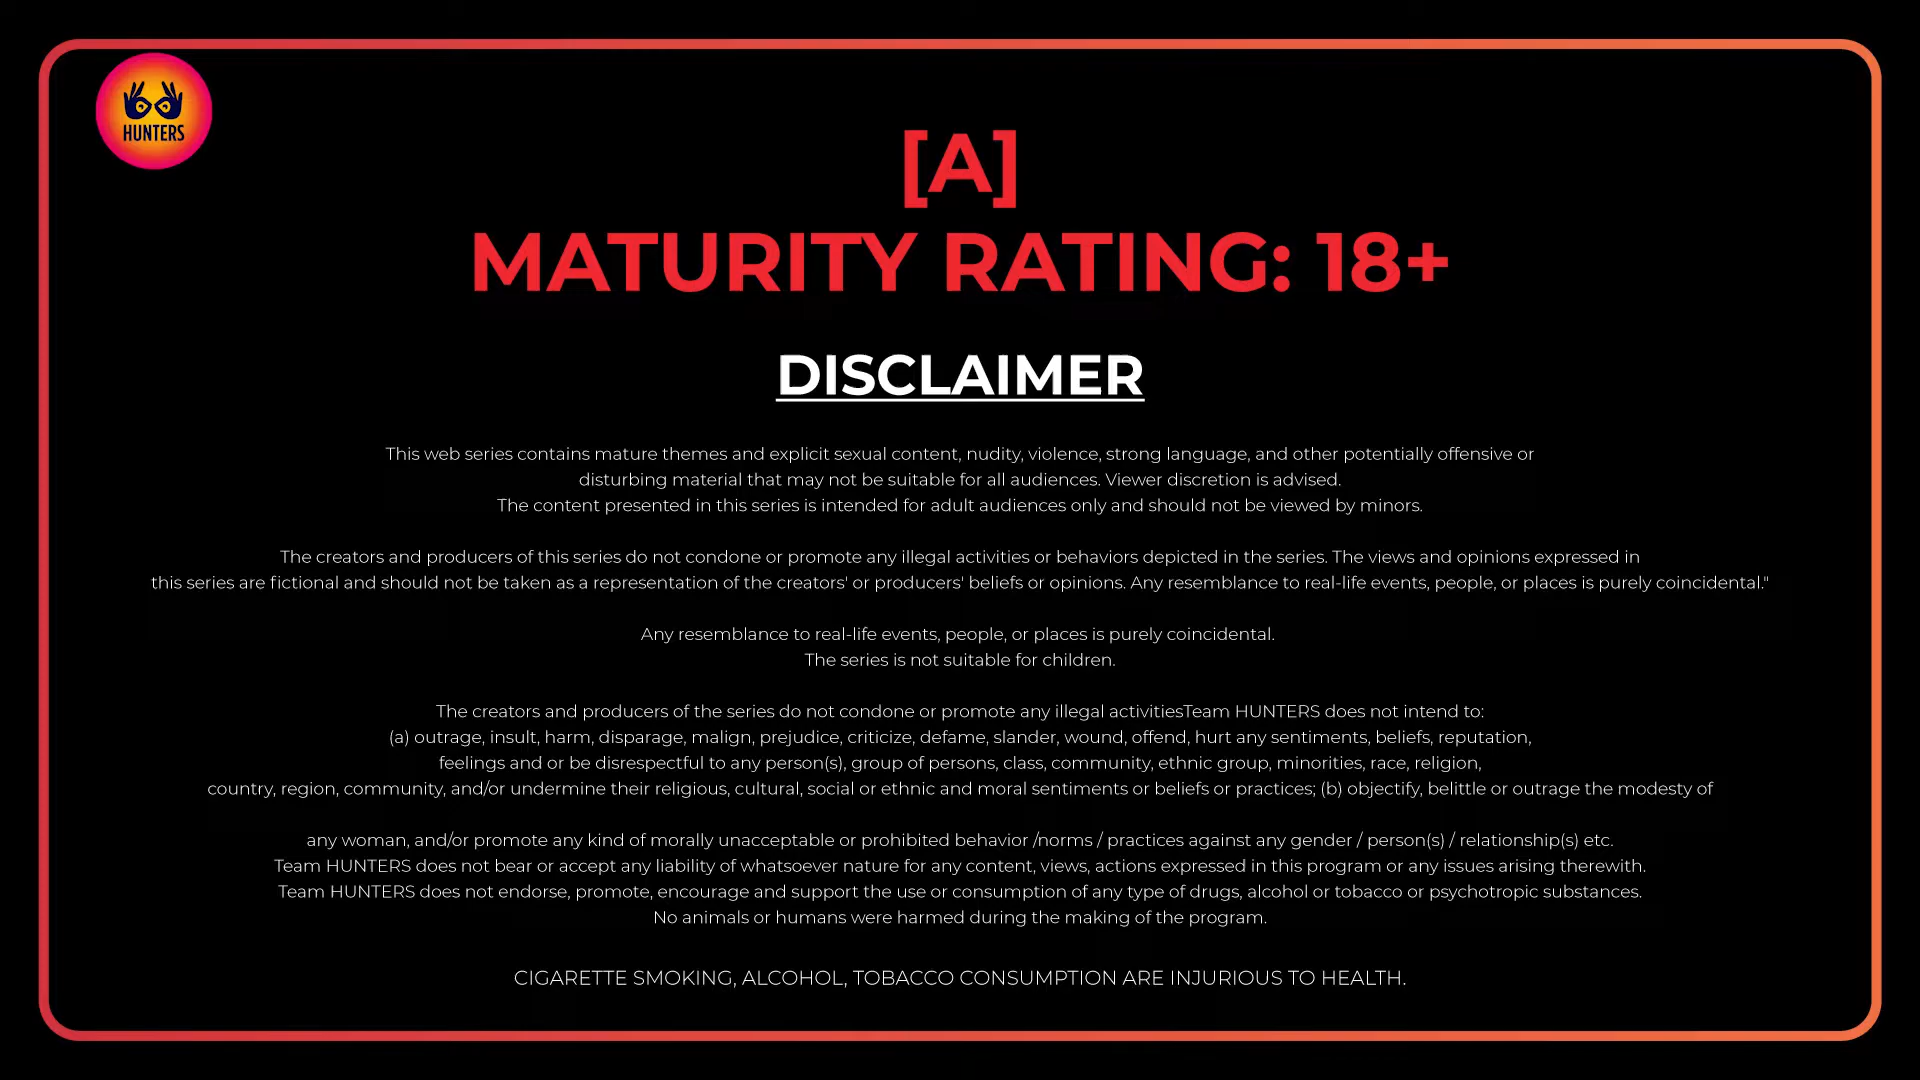 HUNTERS
[A]
MATURITY RATING: 18+
DISCLAIMER
This web series contains mature themes and explicit sexual content, nudity, violence, strong language, and other potentially offensive or
disturbing material that may not be suitable for all audiences. Viewer discretion is advised.
The content presented in this series is intended for adult audiences only and should not be viewed by minors.
The creators and producers of this series do not condone or promote any illegal activities or behaviors depicted in the series. The views and opinions expressed in
this series are fictional and should not be taken as a representation of the creators' or producers' beliefs or opinions. Any resemblance to real-life events, people, or places is purely coincidental."
Any resemblance to real-life events, people, or places is purely coincidental.
The series is not suitable for children.
The creators and producers of the series do not condone or promote any illegal activitiesTeam HUNTERS does not intend to:
(a) outrage, insult, harm, disparage, malign, prejudice, criticize, defame, slander, wound, offend, hurt any sentiments, beliefs, reputation,
feelings and or be disrespectful to any person(s), group of persons, class, community, ethnic group, minorities, race, religion,
country, region, community, and/or undermine their religious, cultural, social or ethnic and moral sentiments or beliefs or practices; (b) objectify, belittle or outrage the modesty of
any woman, and/or promote any kind of morally unacceptable or prohibited behavior /norms / practices against any gender / person(s) / relationship(s) etc.
Team HUNTERS does not bear or accept any liability of whatsoever nature for any content, views, actions expressed in this program or any issues arising therewith.
Team HUNTERS does not endorse, promote, encourage and support the use or consumption of any type of drugs, alcohol or tobacco or psychotropic substances.
No animals or humans were harmed during the making of the program.
CIGARETTE SMOKING, ALCOHOL, TOBACCO CONSUMPTION ARE INJURIOUS TO HEALTH.